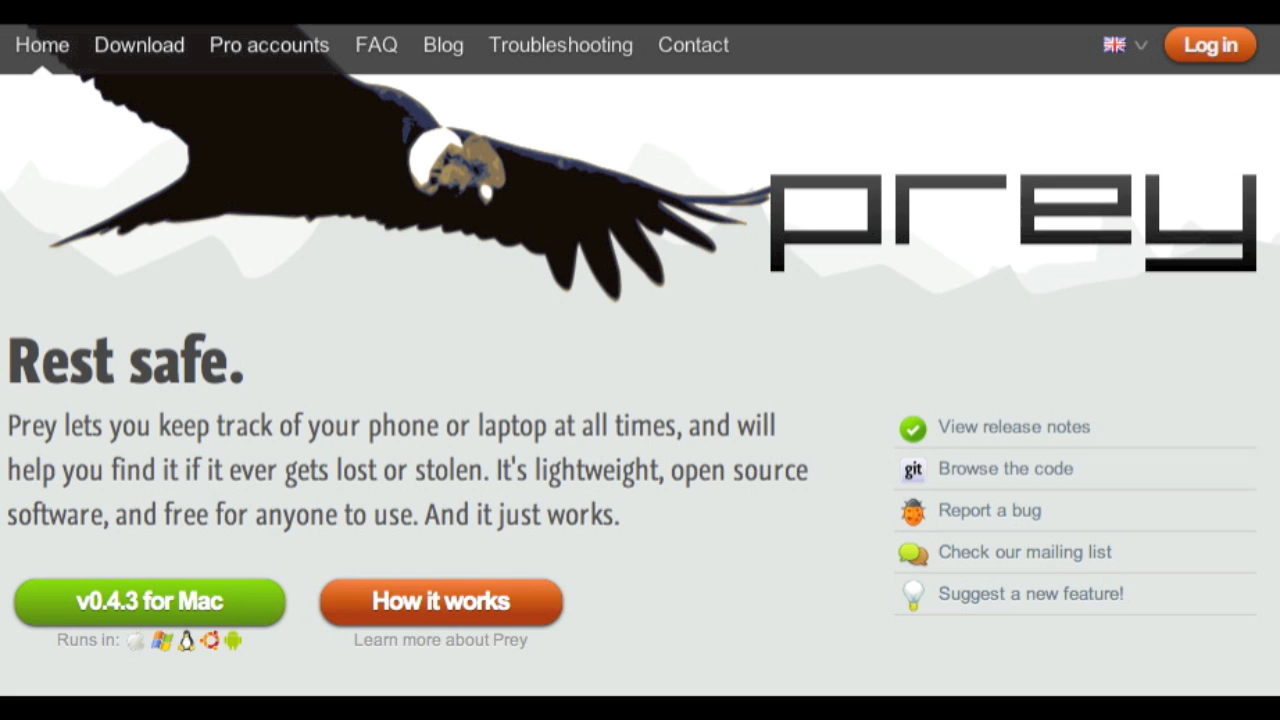 Home Download Pro accounts FAQ Blog Troubleshooting Contact Log in
prey
Rest safe.
Prey lets you keep track of your phone or laptop at all times, and will
help you find it if it ever gets lost or stolen. It's lightweight, open source
software, and free for anyone to use. And it just works.
v0.4.3 for Mac
How it works
Runs in:
Learn more about Prey
View release notes
git Browse the code
Report a bug
Check our mailing list
Suggest a new feature!